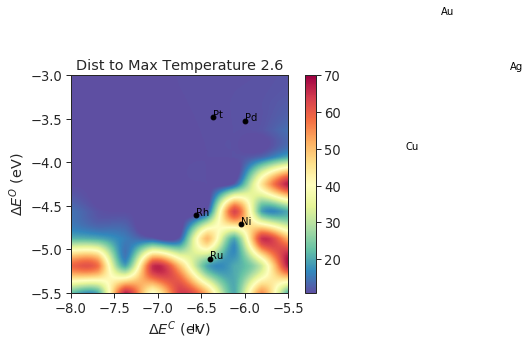 Au
Dist to Max Temperature 2.6
Ag
−3.0
−3.5
−4.0
−4.5
−5.0
−5.5
ΔE^O (eV)
Pt
Pd
Cu
Rh
Ni
Ru
−8.0 −7.5 −7.0 −6.5 −6.0 −5.5
ΔE^C (eV)
70
60
50
40
30
20